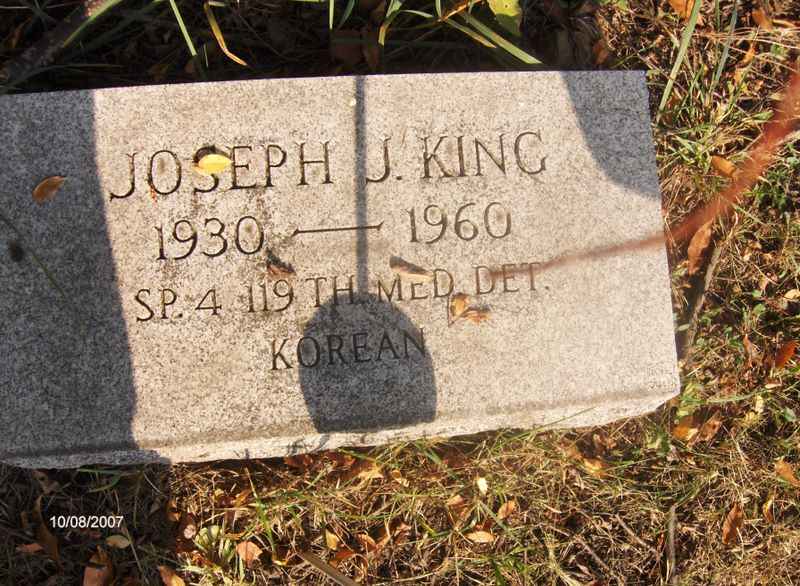 JOSEPH J. KING
1930 — 1960
SP. 4 119 TH. MED. DET.
KOREAN
10/08/2007